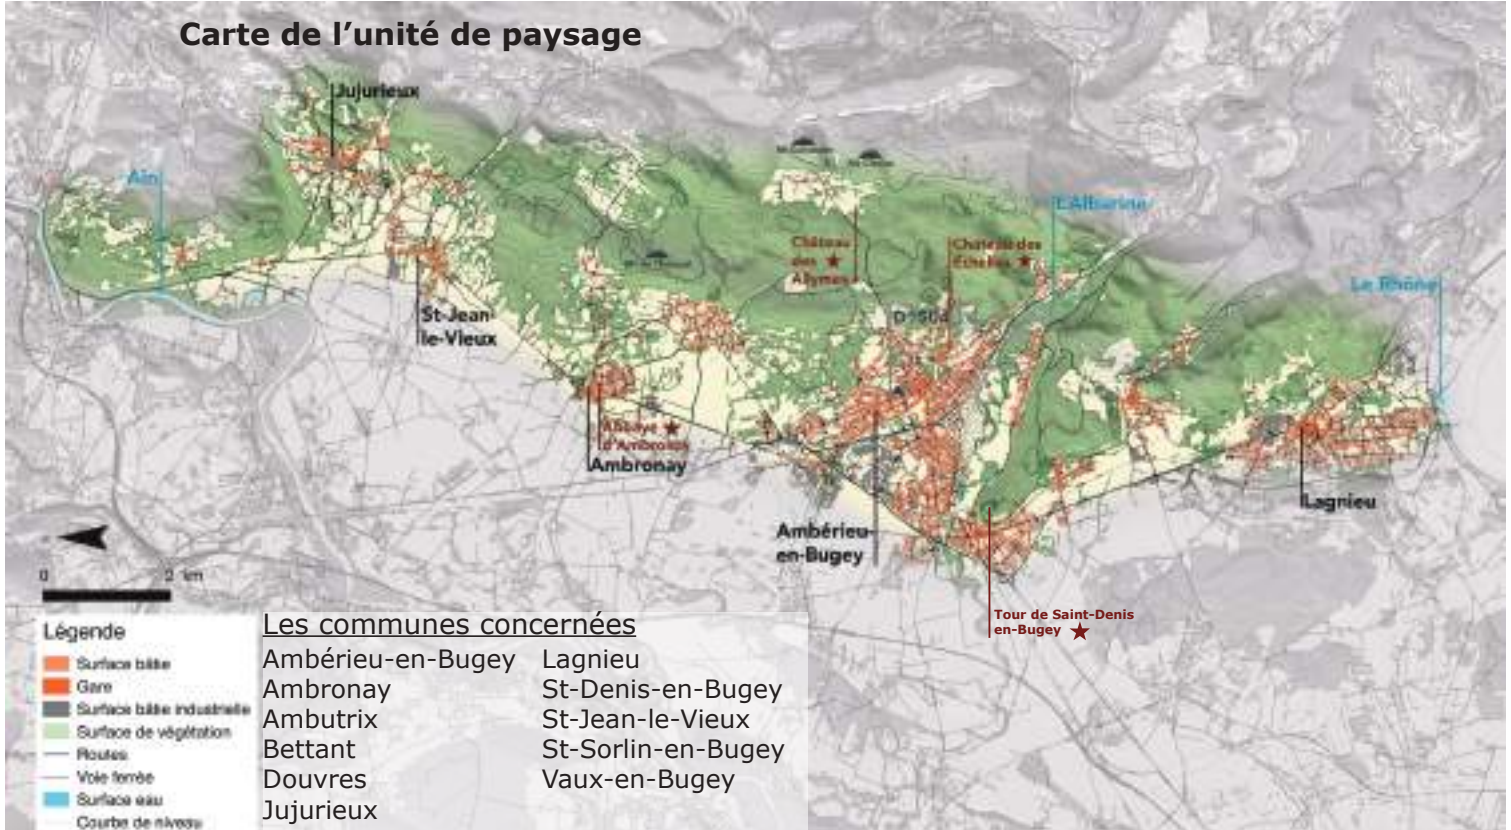 Carte de l'unité de paysage
Jujurieux
Ain
L'Albarine
Château
des ★
Allymes
Château des
Échelles ★
Le Rhône
St-Jean-
le-Vieux
D1504
Abbaye ★
d'Ambronay
Ambronay
Ambérieu-
en-Bugey
Lagnieu
Tour de Saint-Denis
en-Bugey ★
0 2 km
Légende
Surface bâtie
Gare
Surface bâtie industrielle
Surface de végétation
Routes
Voie ferrée
Surface eau
Courbe de niveau
Les communes concernées
Ambérieu-en-Bugey
Ambronay
Ambutrix
Bettant
Douvres
Jujurieux
Lagnieu
St-Denis-en-Bugey
St-Jean-le-Vieux
St-Sorlin-en-Bugey
Vaux-en-Bugey